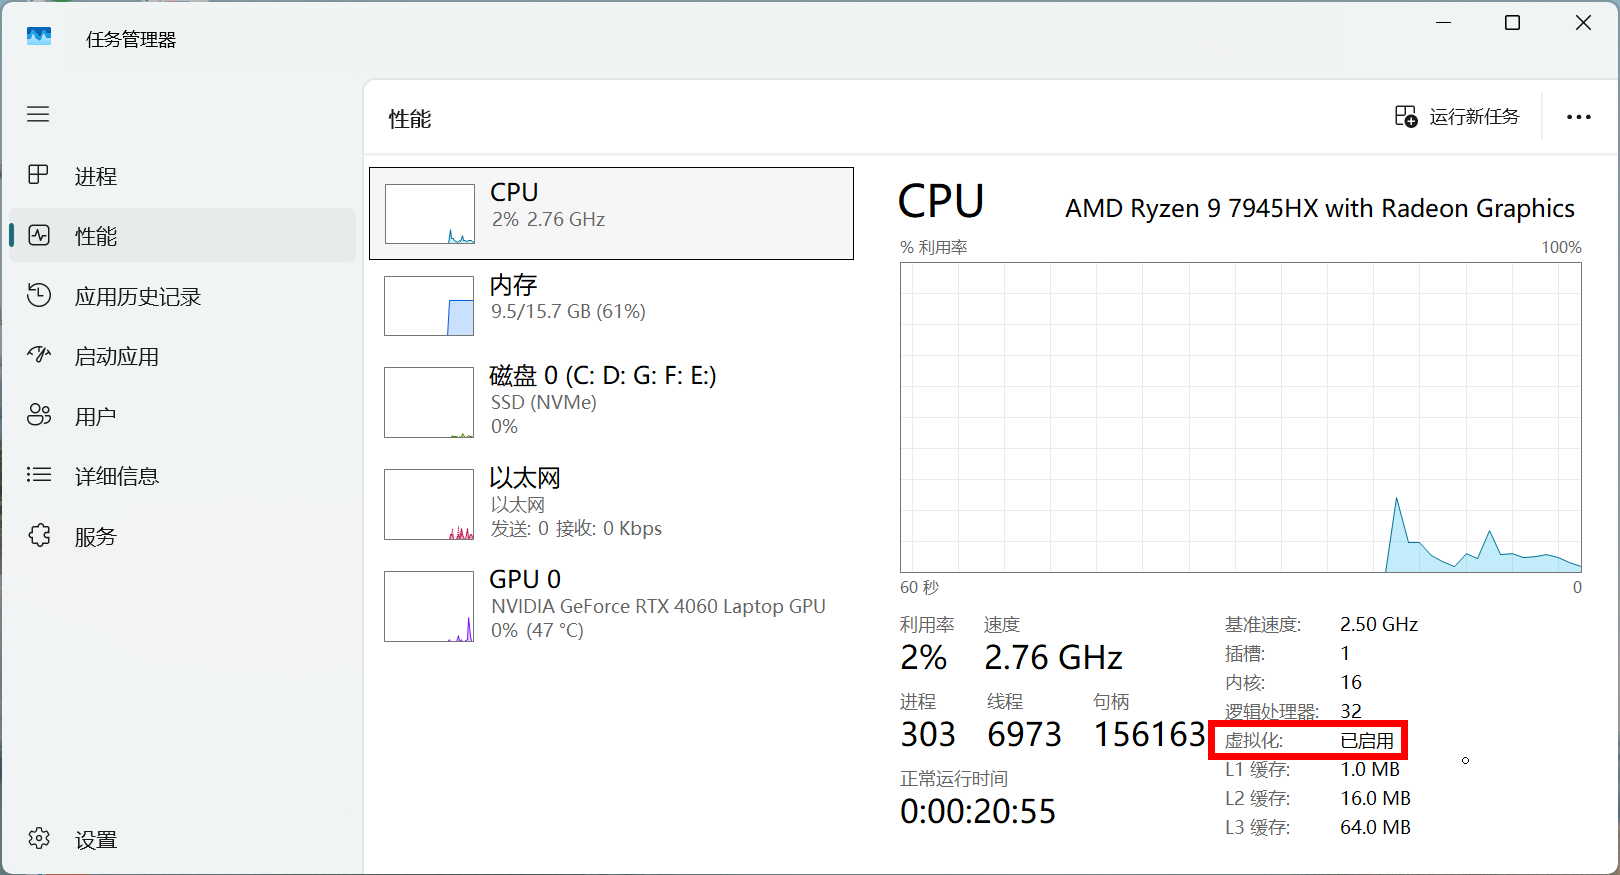 任务管理器
性能
运行新任务
进程
性能
应用历史记录
启动应用
用户
详细信息
服务
设置
CPU
2% 2.76 GHz
内存
9.5/15.7 GB (61%)
磁盘 0 (C: D: G: F: E:)
SSD (NVMe)
0%
以太网
以太网
发送: 0 接收: 0 Kbps
GPU 0
NVIDIA GeForce RTX 4060 Laptop GPU
0% (47 °C)
CPU AMD Ryzen 9 7945HX with Radeon Graphics
% 利用率 100%
60 秒 0
利用率 速度
2% 2.76 GHz
进程 线程 句柄
303 6973 156163
正常运行时间
0:00:20:55
基准速度: 2.50 GHz
插槽: 1
内核: 16
逻辑处理器: 32
虚拟化: 已启用
L1 缓存: 1.0 MB
L2 缓存: 16.0 MB
L3 缓存: 64.0 MB